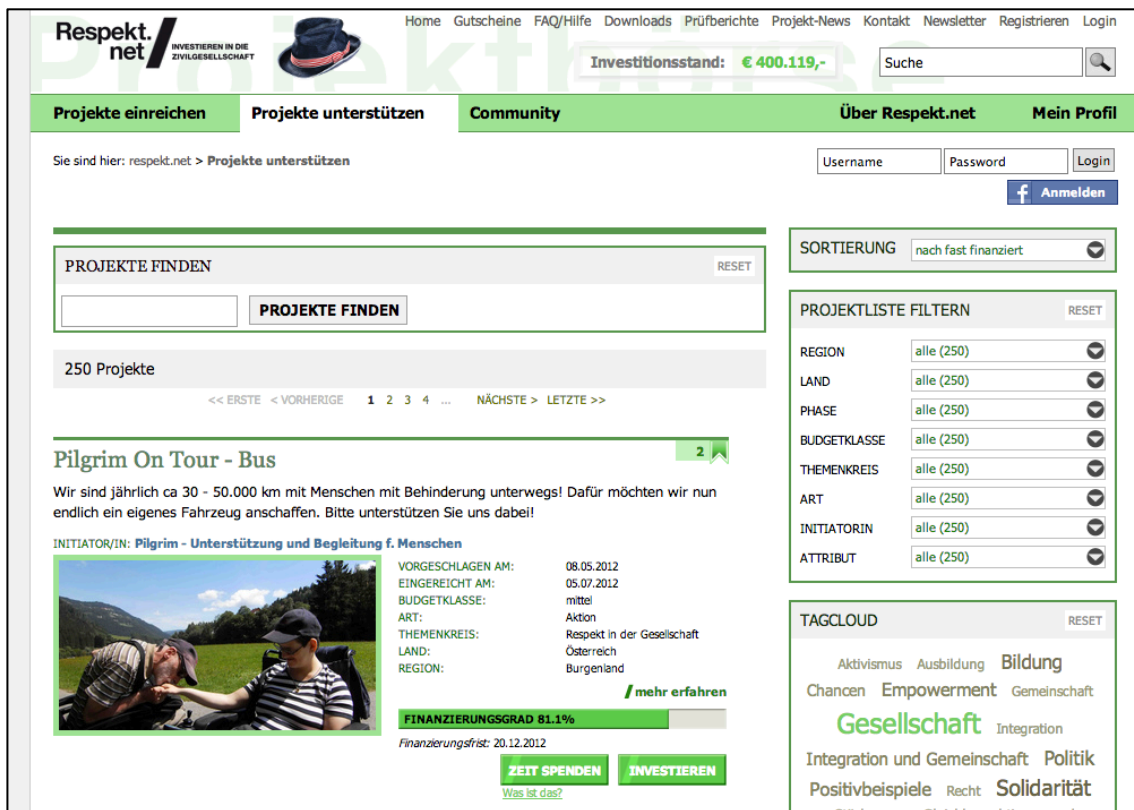 Respekt.
net
INVESTIEREN IN DIE
ZIVILGESELLSCHAFT
Projektbörse
Home Gutscheine FAQ/Hilfe Downloads Prüfberichte Projekt-News Kontakt Newsletter Registrieren Login
Investitionsstand: € 400.119,-
Suche
Projekte einreichen Projekte unterstützen Community Über Respekt.net Mein Profil
Sie sind hier: respekt.net > Projekte unterstützen
Username Password Login
f Anmelden
PROJEKTE FINDEN RESET
PROJEKTE FINDEN
250 Projekte
<< ERSTE < VORHERIGE 1 2 3 4 ... NÄCHSTE > LETZTE >>
Pilgrim On Tour - Bus 2
Wir sind jährlich ca 30 - 50.000 km mit Menschen mit Behinderung unterwegs! Dafür möchten wir nun
endlich ein eigenes Fahrzeug anschaffen. Bitte unterstützen Sie uns dabei!
INITIATOR/IN: Pilgrim - Unterstützung und Begleitung f. Menschen
VORGESCHLAGEN AM: 08.05.2012
EINGEREICHT AM: 05.07.2012
BUDGETKLASSE: mittel
ART: Aktion
THEMENKREIS: Respekt in der Gesellschaft
LAND: Österreich
REGION: Burgenland
mehr erfahren
FINANZIERUNGSGRAD 81.1%
Finanzierungsfrist: 20.12.2012
ZEIT SPENDEN INVESTIEREN
Was ist das?
SORTIERUNG nach fast finanziert
PROJEKTLISTE FILTERN RESET
REGION alle (250)
LAND alle (250)
PHASE alle (250)
BUDGETKLASSE alle (250)
THEMENKREIS alle (250)
ART alle (250)
INITIATORIN alle (250)
ATTRIBUT alle (250)
TAGCLOUD RESET
Aktivismus Ausbildung Bildung
Chancen Empowerment Gemeinschaft
Gesellschaft Integration
Integration und Gemeinschaft Politik
Positivbeispiele Recht Solidarität